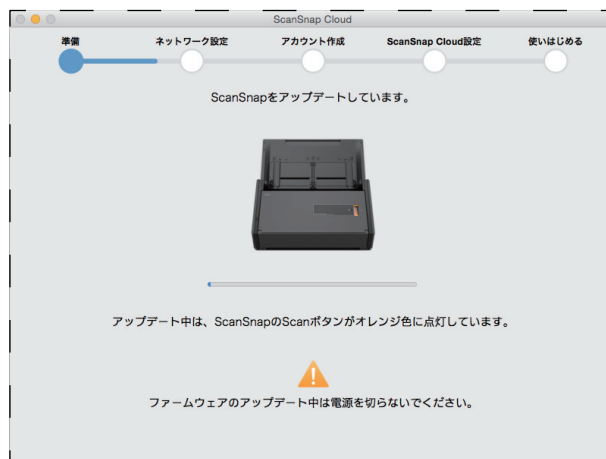 ScanSnap Cloud
準備 ネットワーク設定 アカウント作成 ScanSnap Cloud設定 使いはじめる
ScanSnapをアップデートしています。
アップデート中は、ScanSnapのScanボタンがオレンジ色に点灯しています。
ファームウェアのアップデート中は電源を切らないでください。